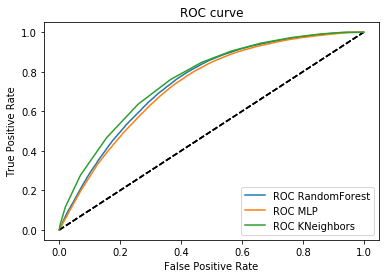 ROC curve
True Positive Rate
1.0
0.8
0.6
0.4
0.2
0.0
ROC RandomForest
ROC MLP
ROC KNeighbors
0.0 0.2 0.4 0.6 0.8 1.0
False Positive Rate